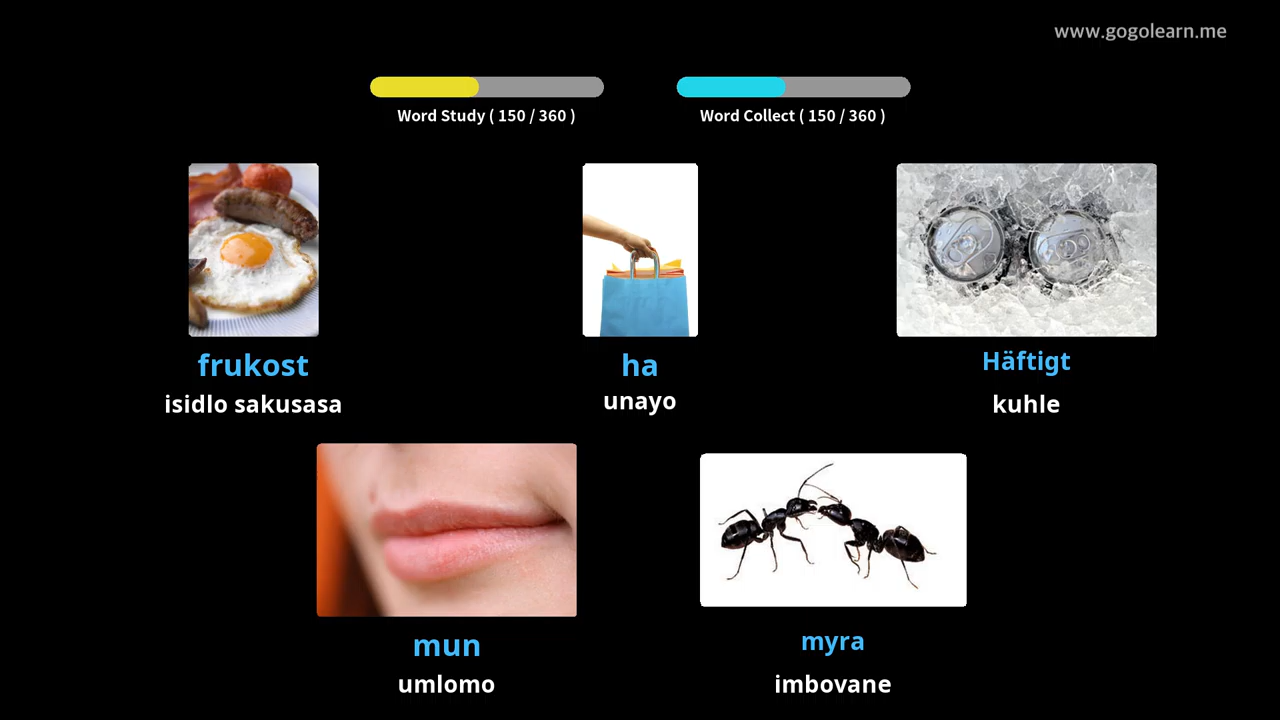 www.gogolearn.me
Word Study ( 150 / 360 )
Word Collect ( 150 / 360 )
frukost
isidlo sakusasa
ha
unayo
Häftigt
kuhle
mun
umlomo
myra
imbovane